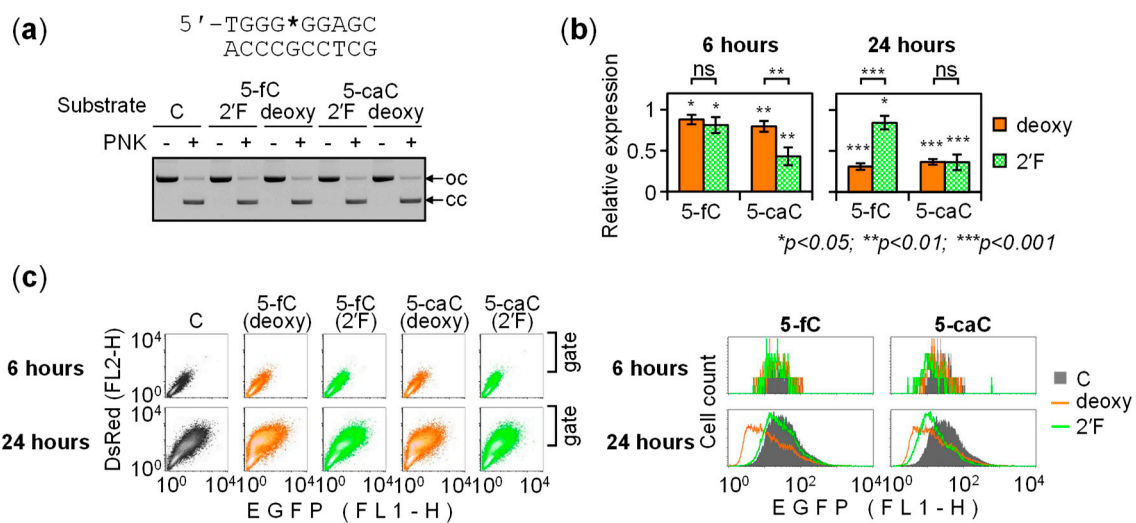 (a)
5′-TGGG*GGAGC
ACCCGCCTCG
5-fC 5-caC
Substrate C 2′F deoxy 2′F deoxy
PNK - + - + - + - + - +
oc
cc
(b)
6 hours 24 hours
ns ** *** ns
* * ** ** *** * *** ***
Relative expression
1
0.5
0
5-fC 5-caC 5-fC 5-caC
deoxy
2′F
*p<0.05; **p<0.01; ***p<0.001
(c)
C 5-fC (deoxy) 5-fC (2′F) 5-caC (deoxy) 5-caC (2′F)
6 hours
24 hours
DsRed (FL2-H)
10⁴
10⁰
10⁴
10⁰
gate
gate
10⁰ 10⁴ 10⁰ 10⁴ 10⁰ 10⁴ 10⁰ 10⁴ 10⁰ 10⁴
EGFP (FL1-H)
5-fC 5-caC
6 hours
24 hours
Cell count
C
deoxy
2′F
10⁰ 10² 10⁴ 10⁰ 10² 10⁴
EGFP (FL1-H)